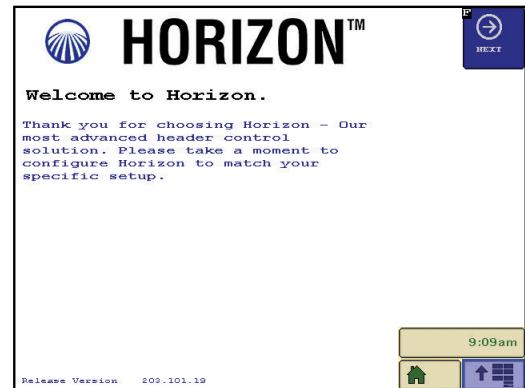 HORIZON™
F
NEXT
Welcome to Horizon.
Thank you for choosing Horizon – Our
most advanced header control
solution. Please take a moment to
configure Horizon to match your
specific setup.
9:09am
Release Version 203.101.19